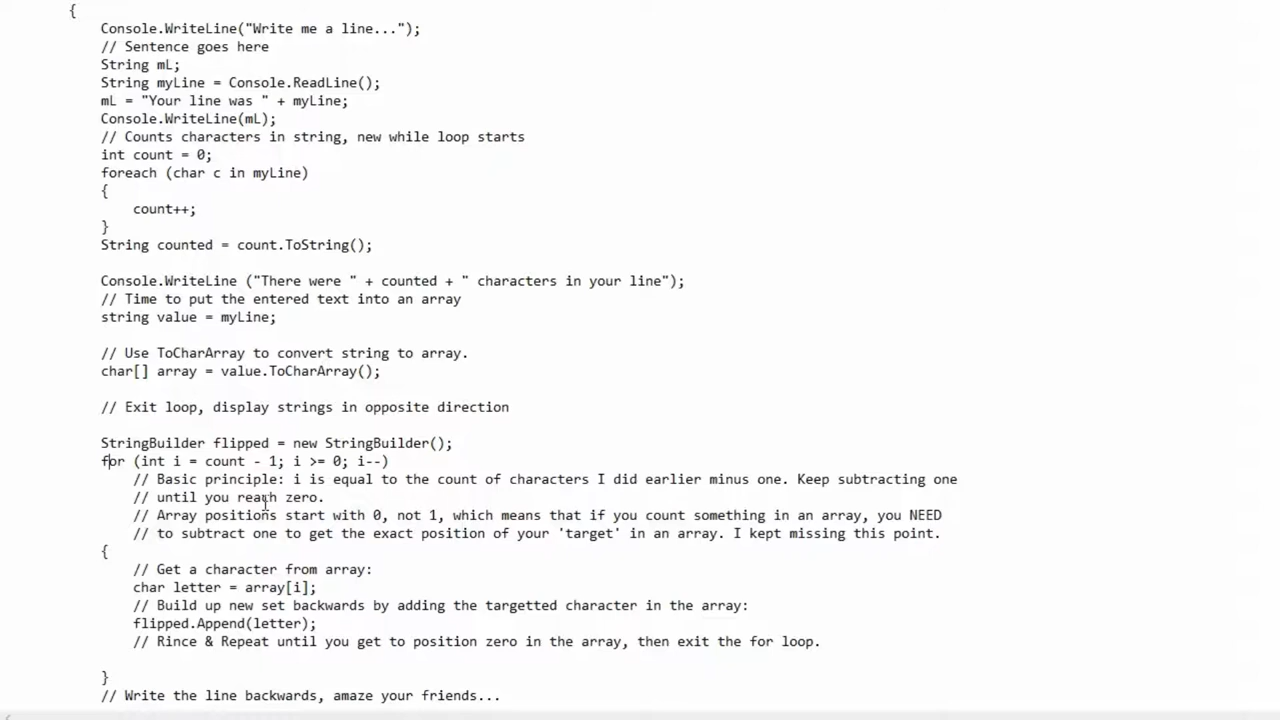 {
Console.WriteLine("Write me a line...");
// Sentence goes here
String mL;
String myLine = Console.ReadLine();
mL = "Your line was " + myLine;
Console.WriteLine(mL);
// Counts characters in string, new while loop starts
int count = 0;
foreach (char c in myLine)
{
count++;
}
String counted = count.ToString();
Console.WriteLine ("There were " + counted + " characters in your line");
// Time to put the entered text into an array
string value = myLine;
// Use ToCharArray to convert string to array.
char[] array = value.ToCharArray();
// Exit loop, display strings in opposite direction
StringBuilder flipped = new StringBuilder();
for (int i = count - 1; i >= 0; i--)
// Basic principle: i is equal to the count of characters I did earlier minus one. Keep subtracting one
// until you reach zero.
// Array positions start with 0, not 1, which means that if you count something in an array, you NEED
// to subtract one to get the exact position of your 'target' in an array. I kept missing this point.
{
// Get a character from array:
char letter = array[i];
// Build up new set backwards by adding the targetted character in the array:
flipped.Append(letter);
// Rince & Repeat until you get to position zero in the array, then exit the for loop.
}
// Write the line backwards, amaze your friends...